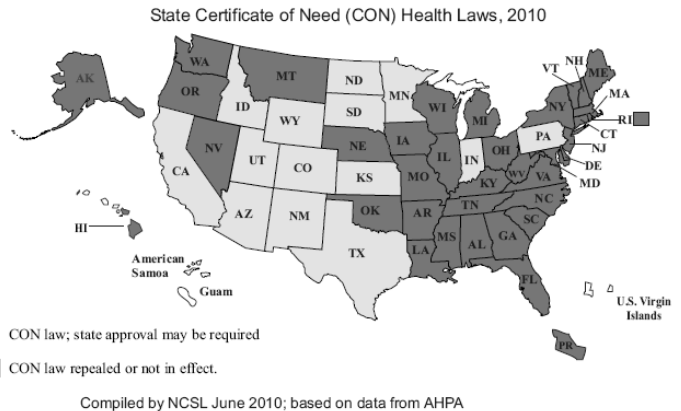 State Certificate of Need (CON) Health Laws, 2010
AK
WA
OR
MT
ID
WY
NV
CA
UT
CO
AZ
NM
ND
SD
NE
KS
OK
TX
MN
IA
MO
AR
LA
WI
IL
MI
IN
OH
KY
TN
MS
AL
GA
FL
SC
NC
VA
WV
PA
NY
VT
NH
ME
MA
RI
CT
NJ
DE
MD
HI
American
Samoa
Guam
U.S. Virgin
Islands
PR
CON law; state approval may be required
CON law repealed or not in effect.
Compiled by NCSL June 2010; based on data from AHPA